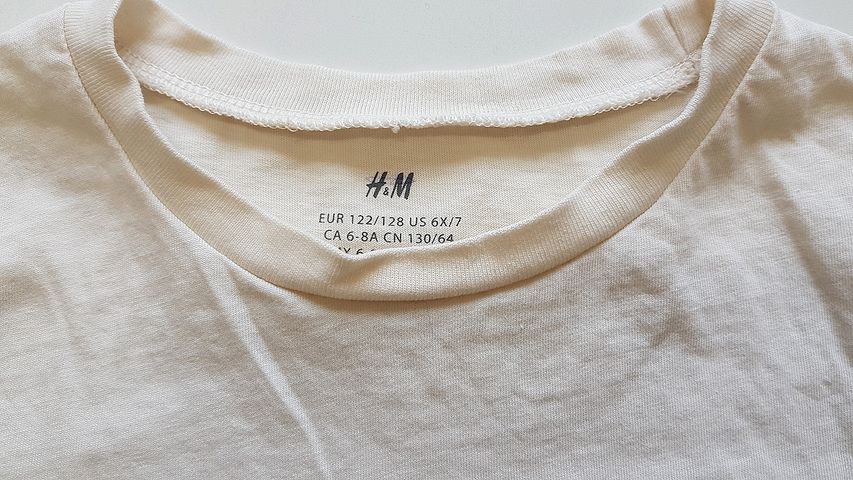 H&M
EUR 122/128 US 6X/7
CA 6-8A CN 130/64